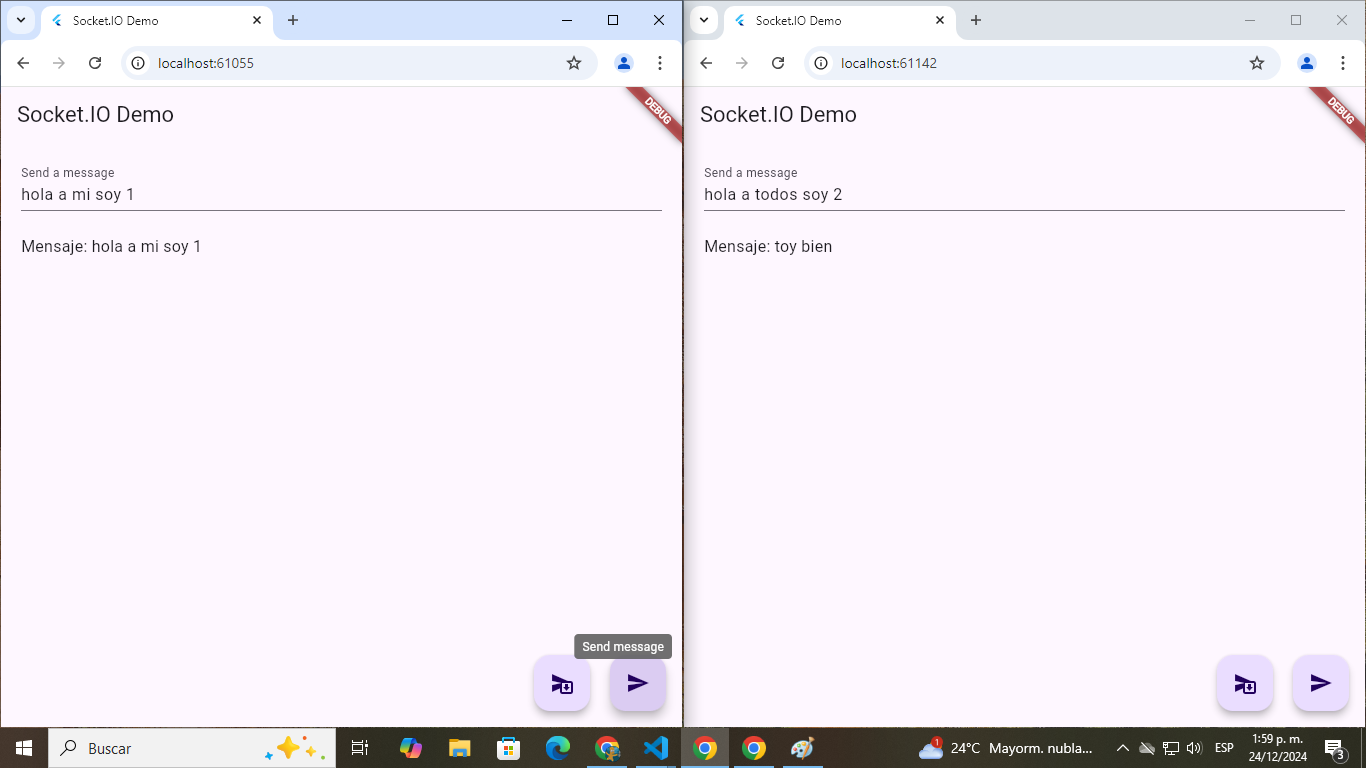 Socket.IO Demo
localhost:61055
Socket.IO Demo
DEBUG
Send a message
hola a mi soy 1
Mensaje: hola a mi soy 1
Send message
Socket.IO Demo
localhost:61142
Socket.IO Demo
DEBUG
Send a message
hola a todos soy 2
Mensaje: toy bien
Buscar
1
24°C Mayorm. nubla...
ESP
1:59 p. m.
24/12/2024
3